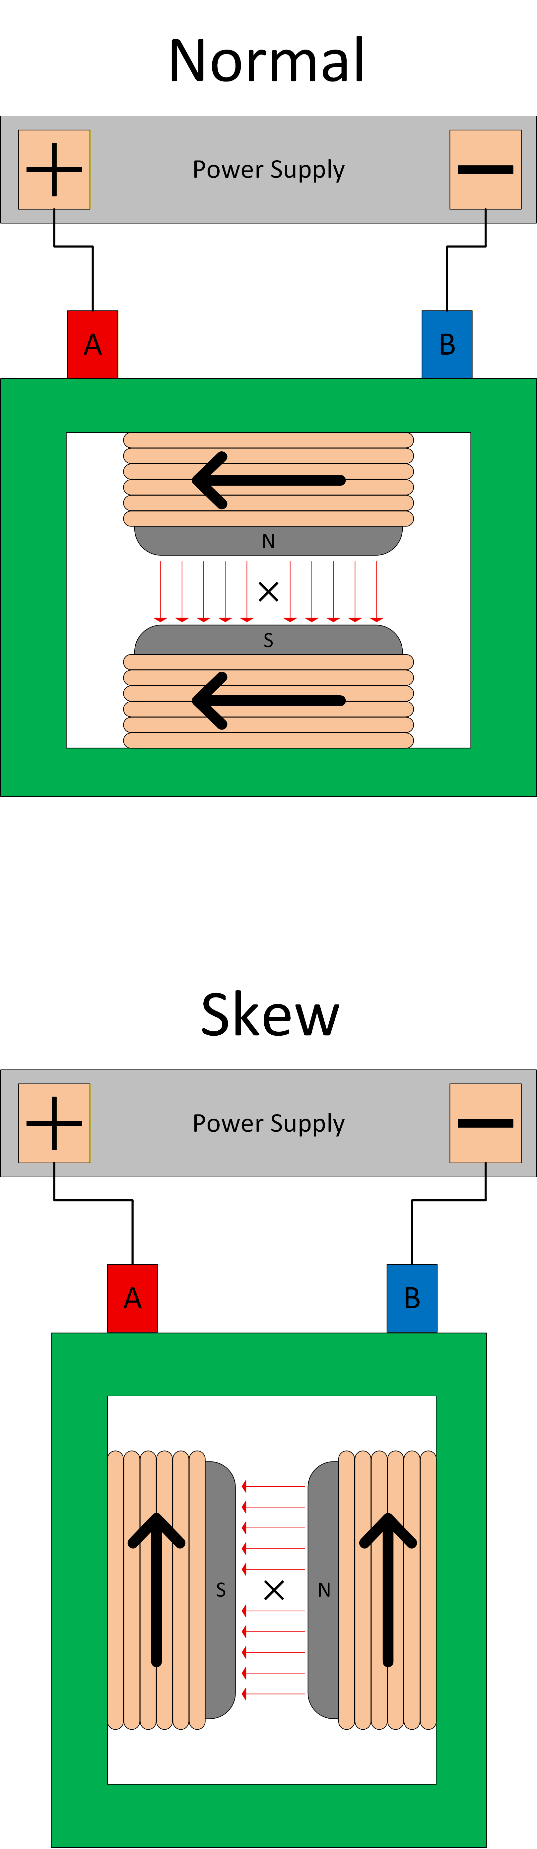 Normal
+ Power Supply −
A B
N
×
S
Skew
+ Power Supply −
A B
S × N